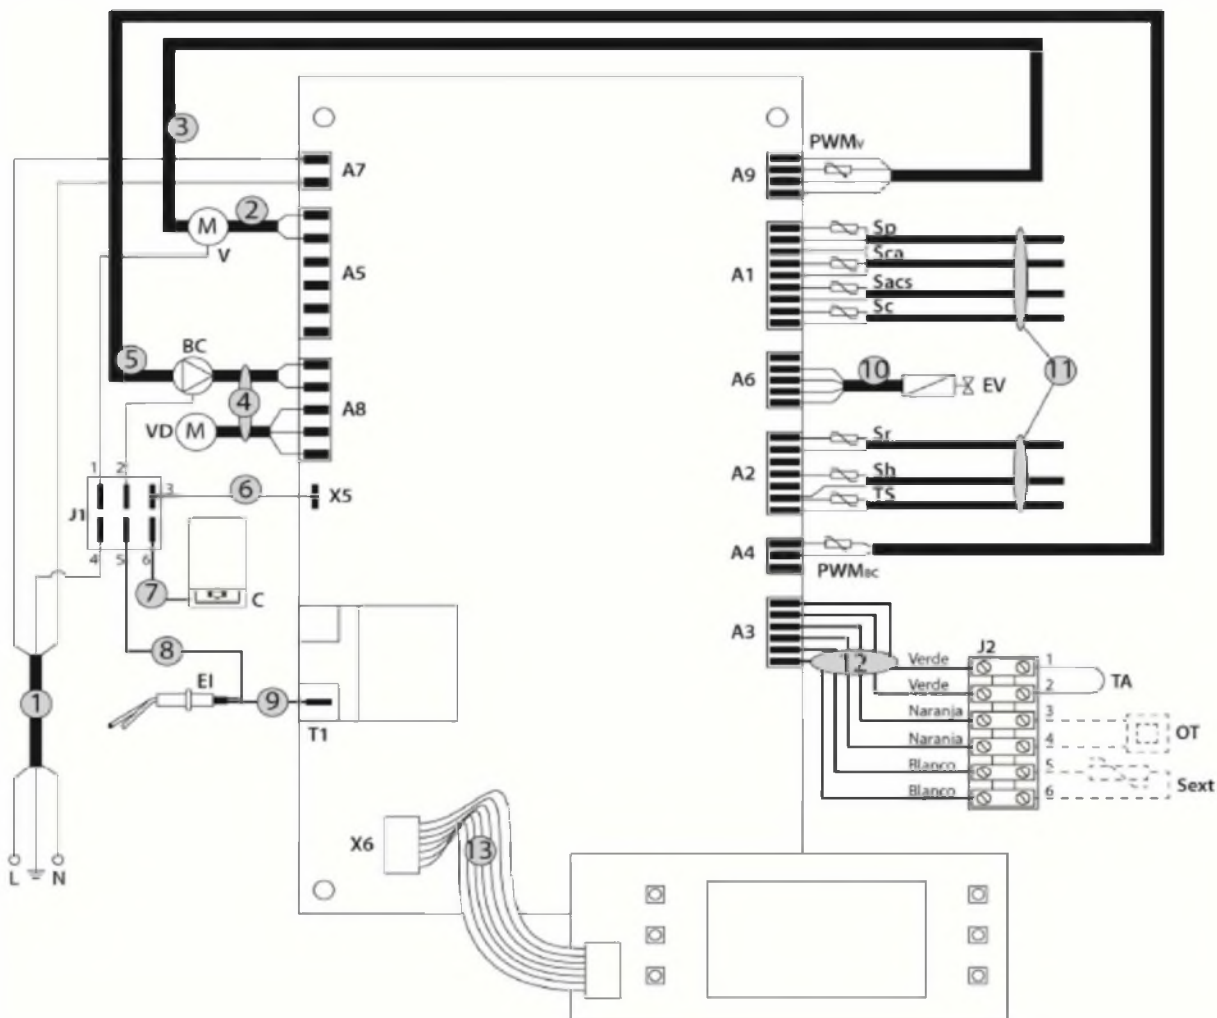 3
PWMv
A7
A9
2
M
V
Sp
Sca
A5
A1
Sacs
Sc
BC
5
10
11
A6
EV
4
A8
VD
M
Sr
1
2
Sh
A2
3
6
X5
TS
J1
4
5
6
A4
PWMBC
7
C
A3
J2
12
Verde
1
8
TA
Verde
2
EI
1
9
Naranja
3
T1
OT
Narania
4
Blanco
5
Sext
Blanco
6
X6
13
L
N